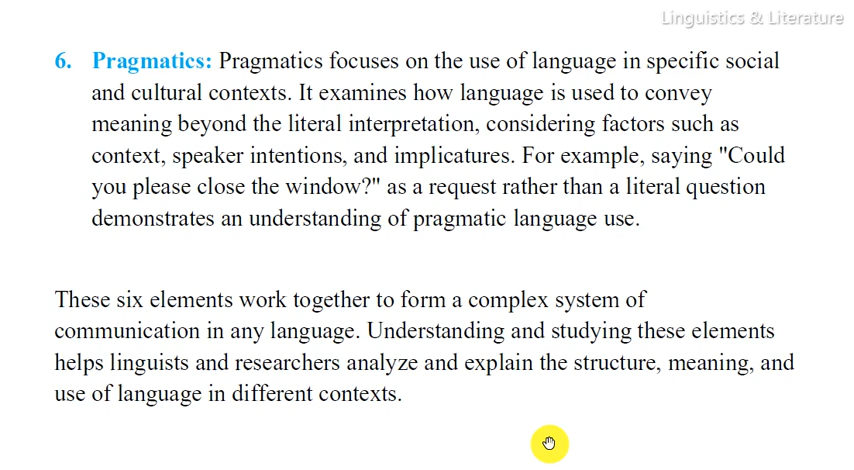 Linguistics & Literature
6. Pragmatics: Pragmatics focuses on the use of language in specific social
and cultural contexts. It examines how language is used to convey
meaning beyond the literal interpretation, considering factors such as
context, speaker intentions, and implicatures. For example, saying "Could
you please close the window?" as a request rather than a literal question
demonstrates an understanding of pragmatic language use.
These six elements work together to form a complex system of
communication in any language. Understanding and studying these elements
helps linguists and researchers analyze and explain the structure, meaning, and
use of language in different contexts.